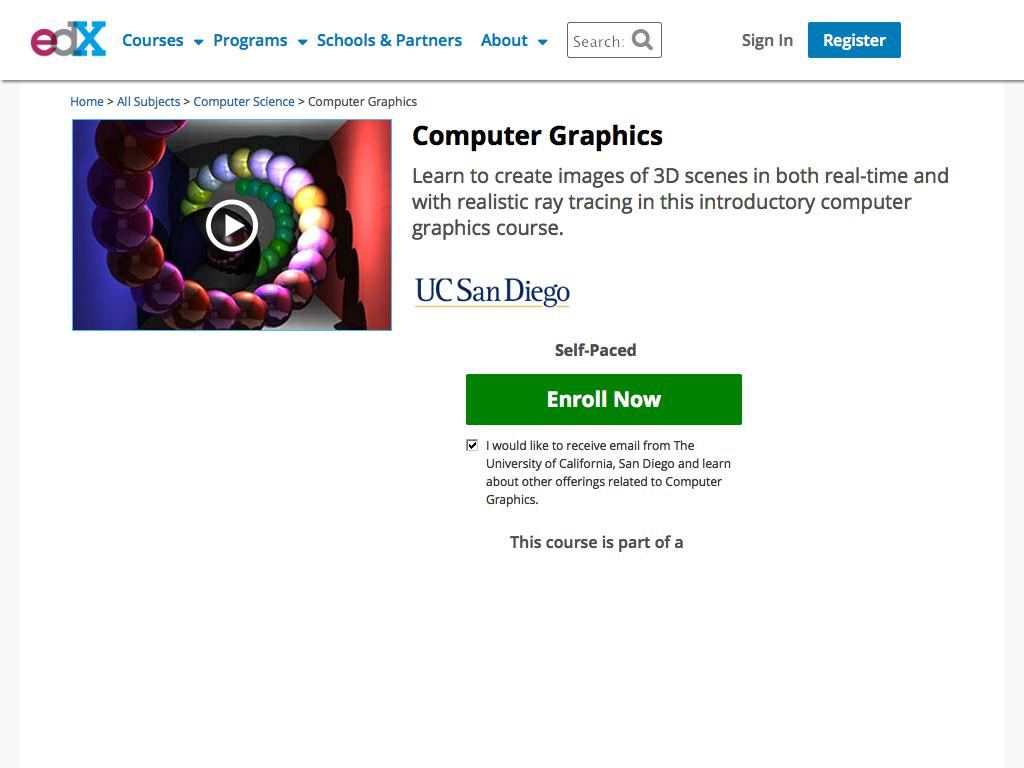 edX Courses Programs Schools & Partners About Search: Sign In Register
Home > All Subjects > Computer Science > Computer Graphics
Computer Graphics
Learn to create images of 3D scenes in both real-time and
with realistic ray tracing in this introductory computer
graphics course.
UC San Diego
Self-Paced
Enroll Now
I would like to receive email from The
University of California, San Diego and learn
about other offerings related to Computer
Graphics.
This course is part of a